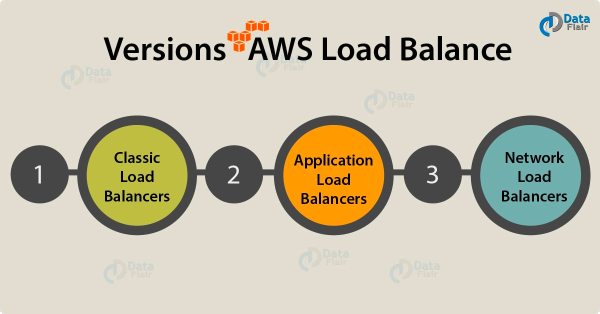 Versions AWS Load Balance
Data
Flair
Data
Flair
Data
Flair
Data
Flair
1
Classic
Load
Balancers
2
Application
Load
Balancers
3
Network
Load
Balancers
Data
Flair
Data
Flair
Data
Flair